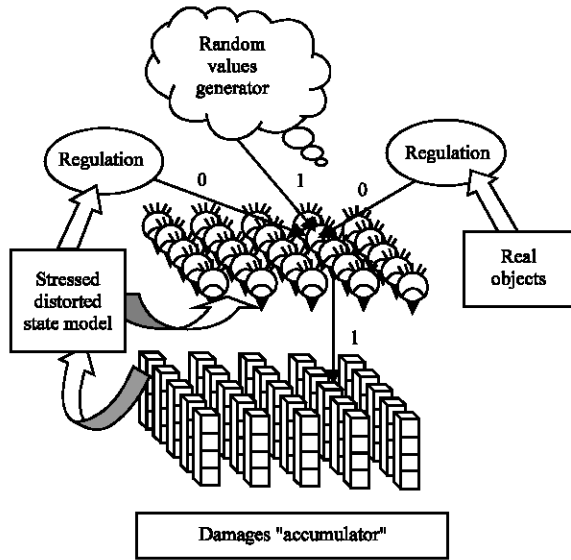 Random
values
generator
Regulation
Regulation
0
1
0
Stressed
distorted
state model
Real
objects
1
Damages "accumulator"